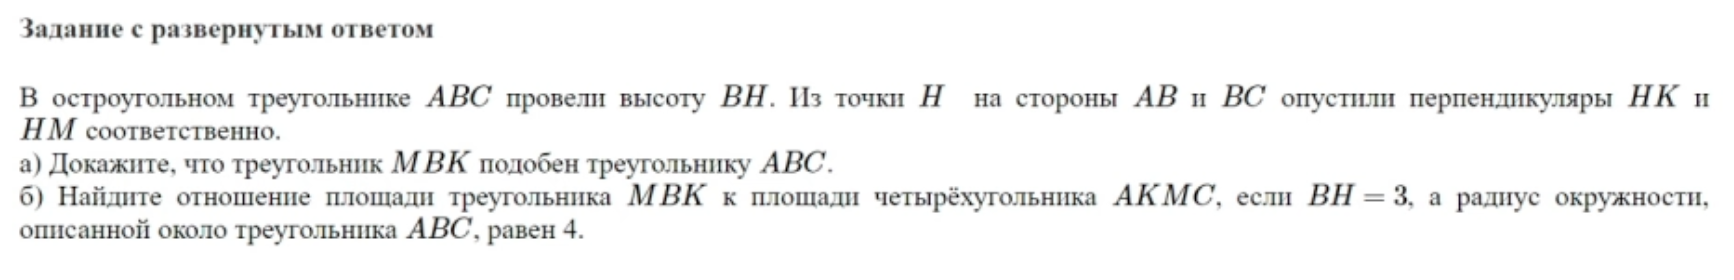 Задание с развернутым ответом
В остроугольном треугольнике ABC провели высоту BH. Из точки H на стороны AB и BC опустили перпендикуляры HK и
HM соответственно.
а) Докажите, что треугольник MBK подобен треугольнику ABC.
б) Найдите отношение площади треугольника MBK к площади четырёхугольника AKMC, если BH = 3, а радиус окружности,
описанной около треугольника ABC, равен 4.